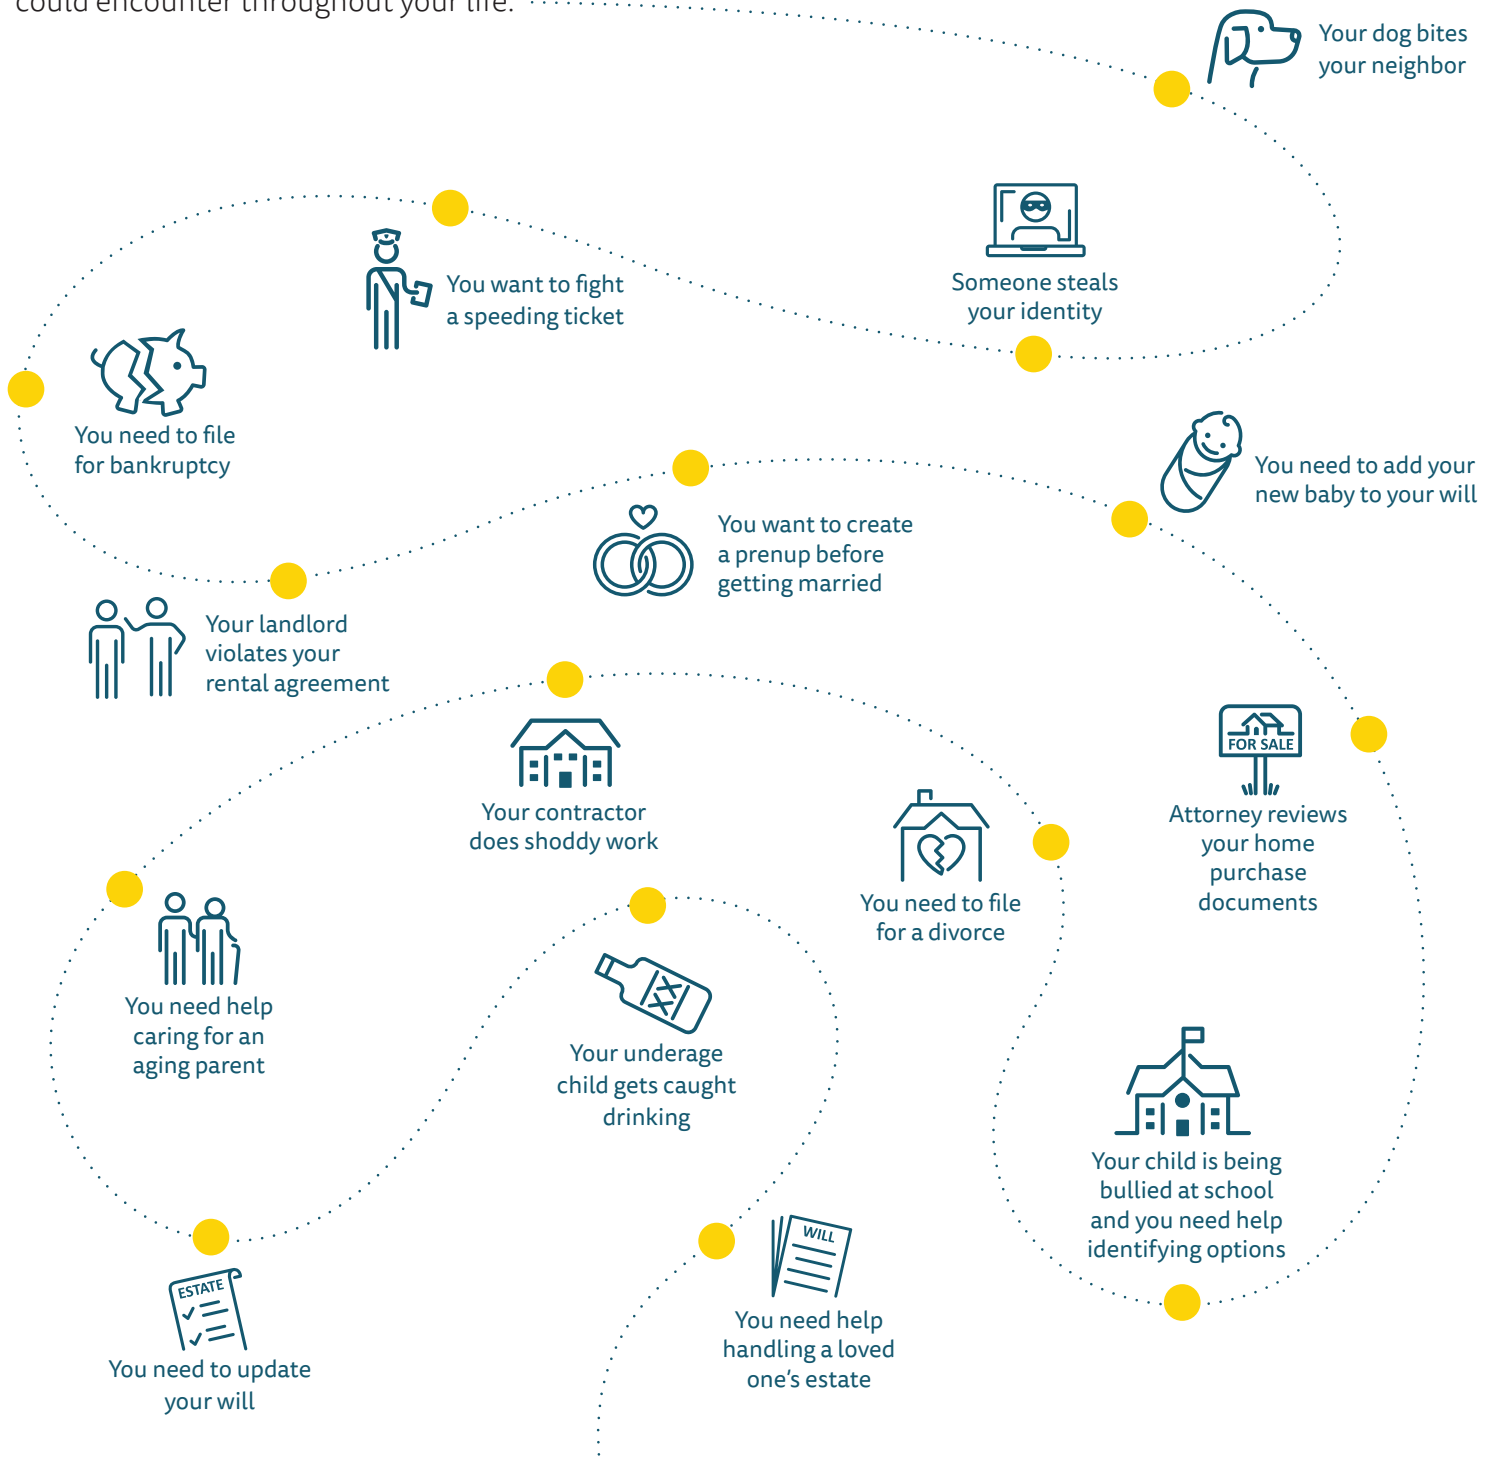 could encounter throughout your life.
Your dog bites
your neighbor
Someone steals
your identity
You want to fight
a speeding ticket
You need to file
for bankruptcy
Your landlord
violates your
rental agreement
You want to create
a prenup before
getting married
You need to add your
new baby to your will
FOR SALE
Attorney reviews
your home
purchase
documents
Your child is being
bullied at school
and you need help
identifying options
You need to file
for a divorce
Your contractor
does shoddy work
You need help
caring for an
aging parent
ESTATE
You need to update
your will
Your underage
child gets caught
drinking
WILL
You need help
handling a loved
one's estate